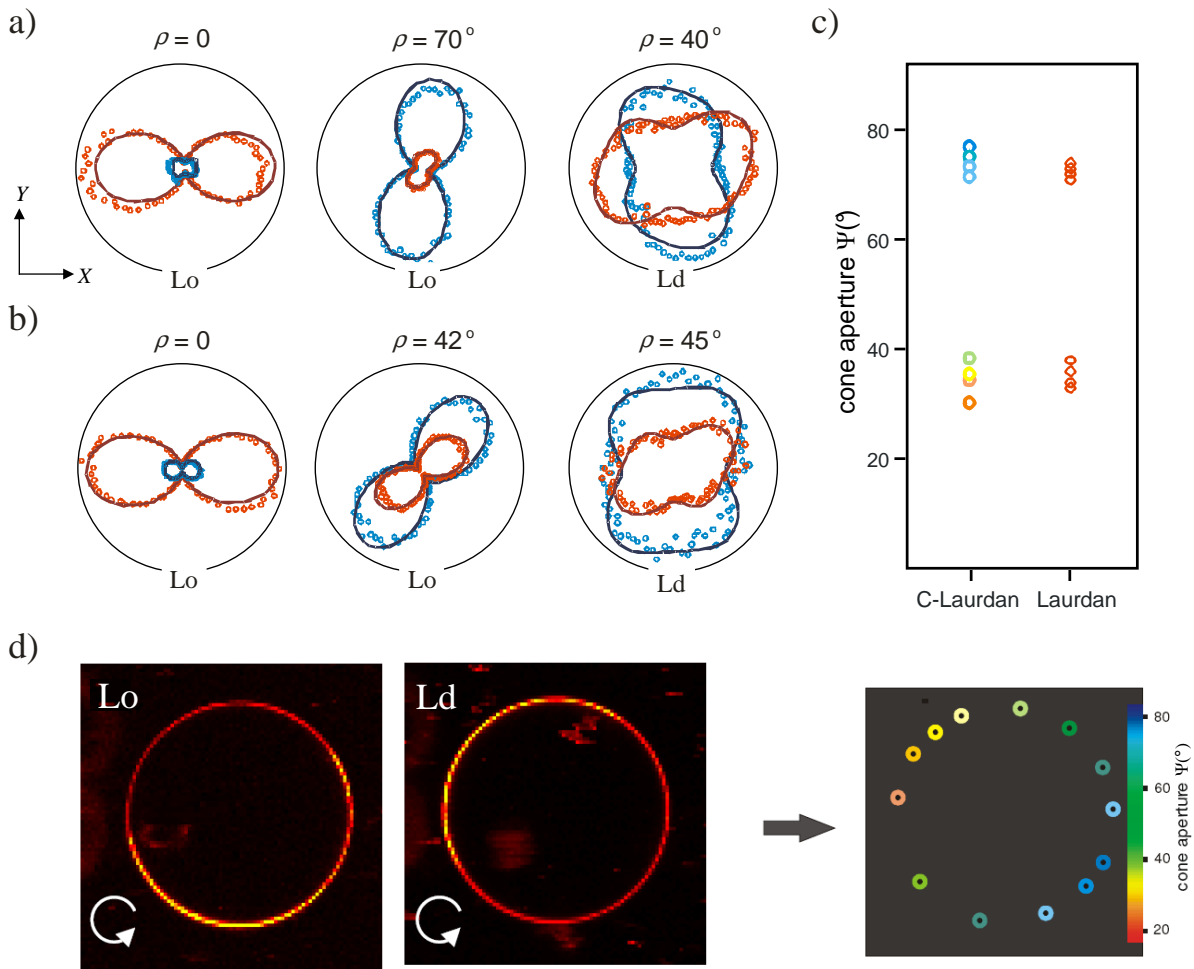 a)
ρ = 0
ρ = 70°
ρ = 40°
Y
X
Lo
Lo
Ld
b)
ρ = 0
ρ = 42°
ρ = 45°
Lo
Lo
Ld
c)
cone aperture Ψ(°)
80
60
40
20
C-Laurdan
Laurdan
d)
Lo
Ld
80
60
40
20
cone aperture Ψ(°)